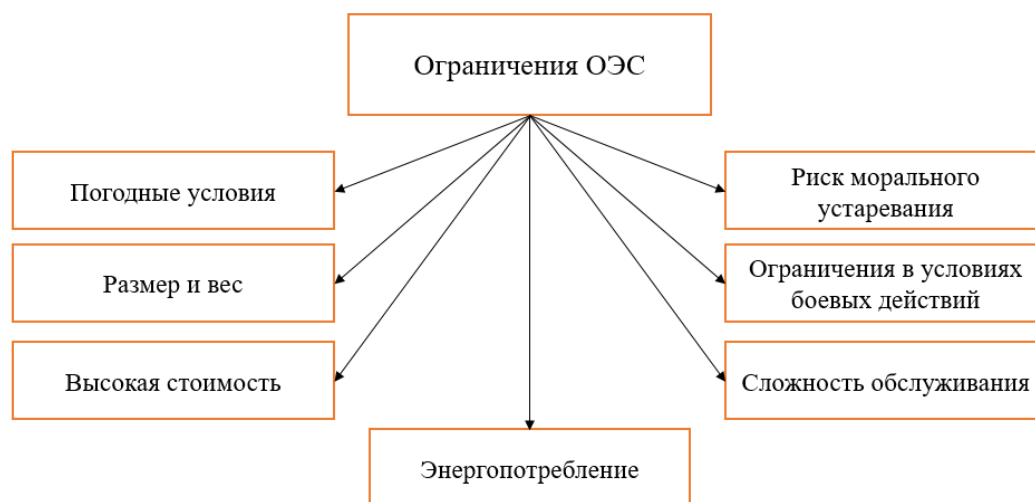 Ограничения ОЭС
Погодные условия
Размер и вес
Высокая стоимость
Энергопотребление
Риск морального
устаревания
Ограничения в условиях
боевых действий
Сложность обслуживания